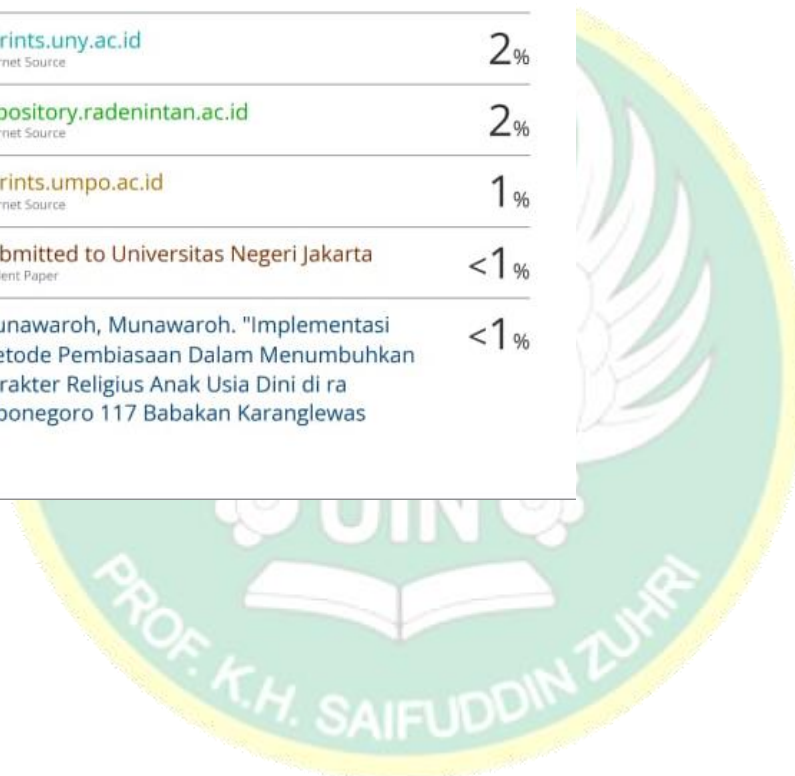 rints.uny.ac.id
rnet Source
2%
pository.radenintan.ac.id
rnet Source
2%
rints.umpo.ac.id
rnet Source
1%
bmitted to Universitas Negeri Jakarta
dent Paper
<1%
unawaroh, Munawaroh. "Implementasi
<1%
etode Pembiasaan Dalam Menumbuhkan
rakter Religius Anak Usia Dini di ra
ponegoro 117 Babakan Karanglewas
UIN
PROF. K.H. SAIFUDDIN ZUHRI